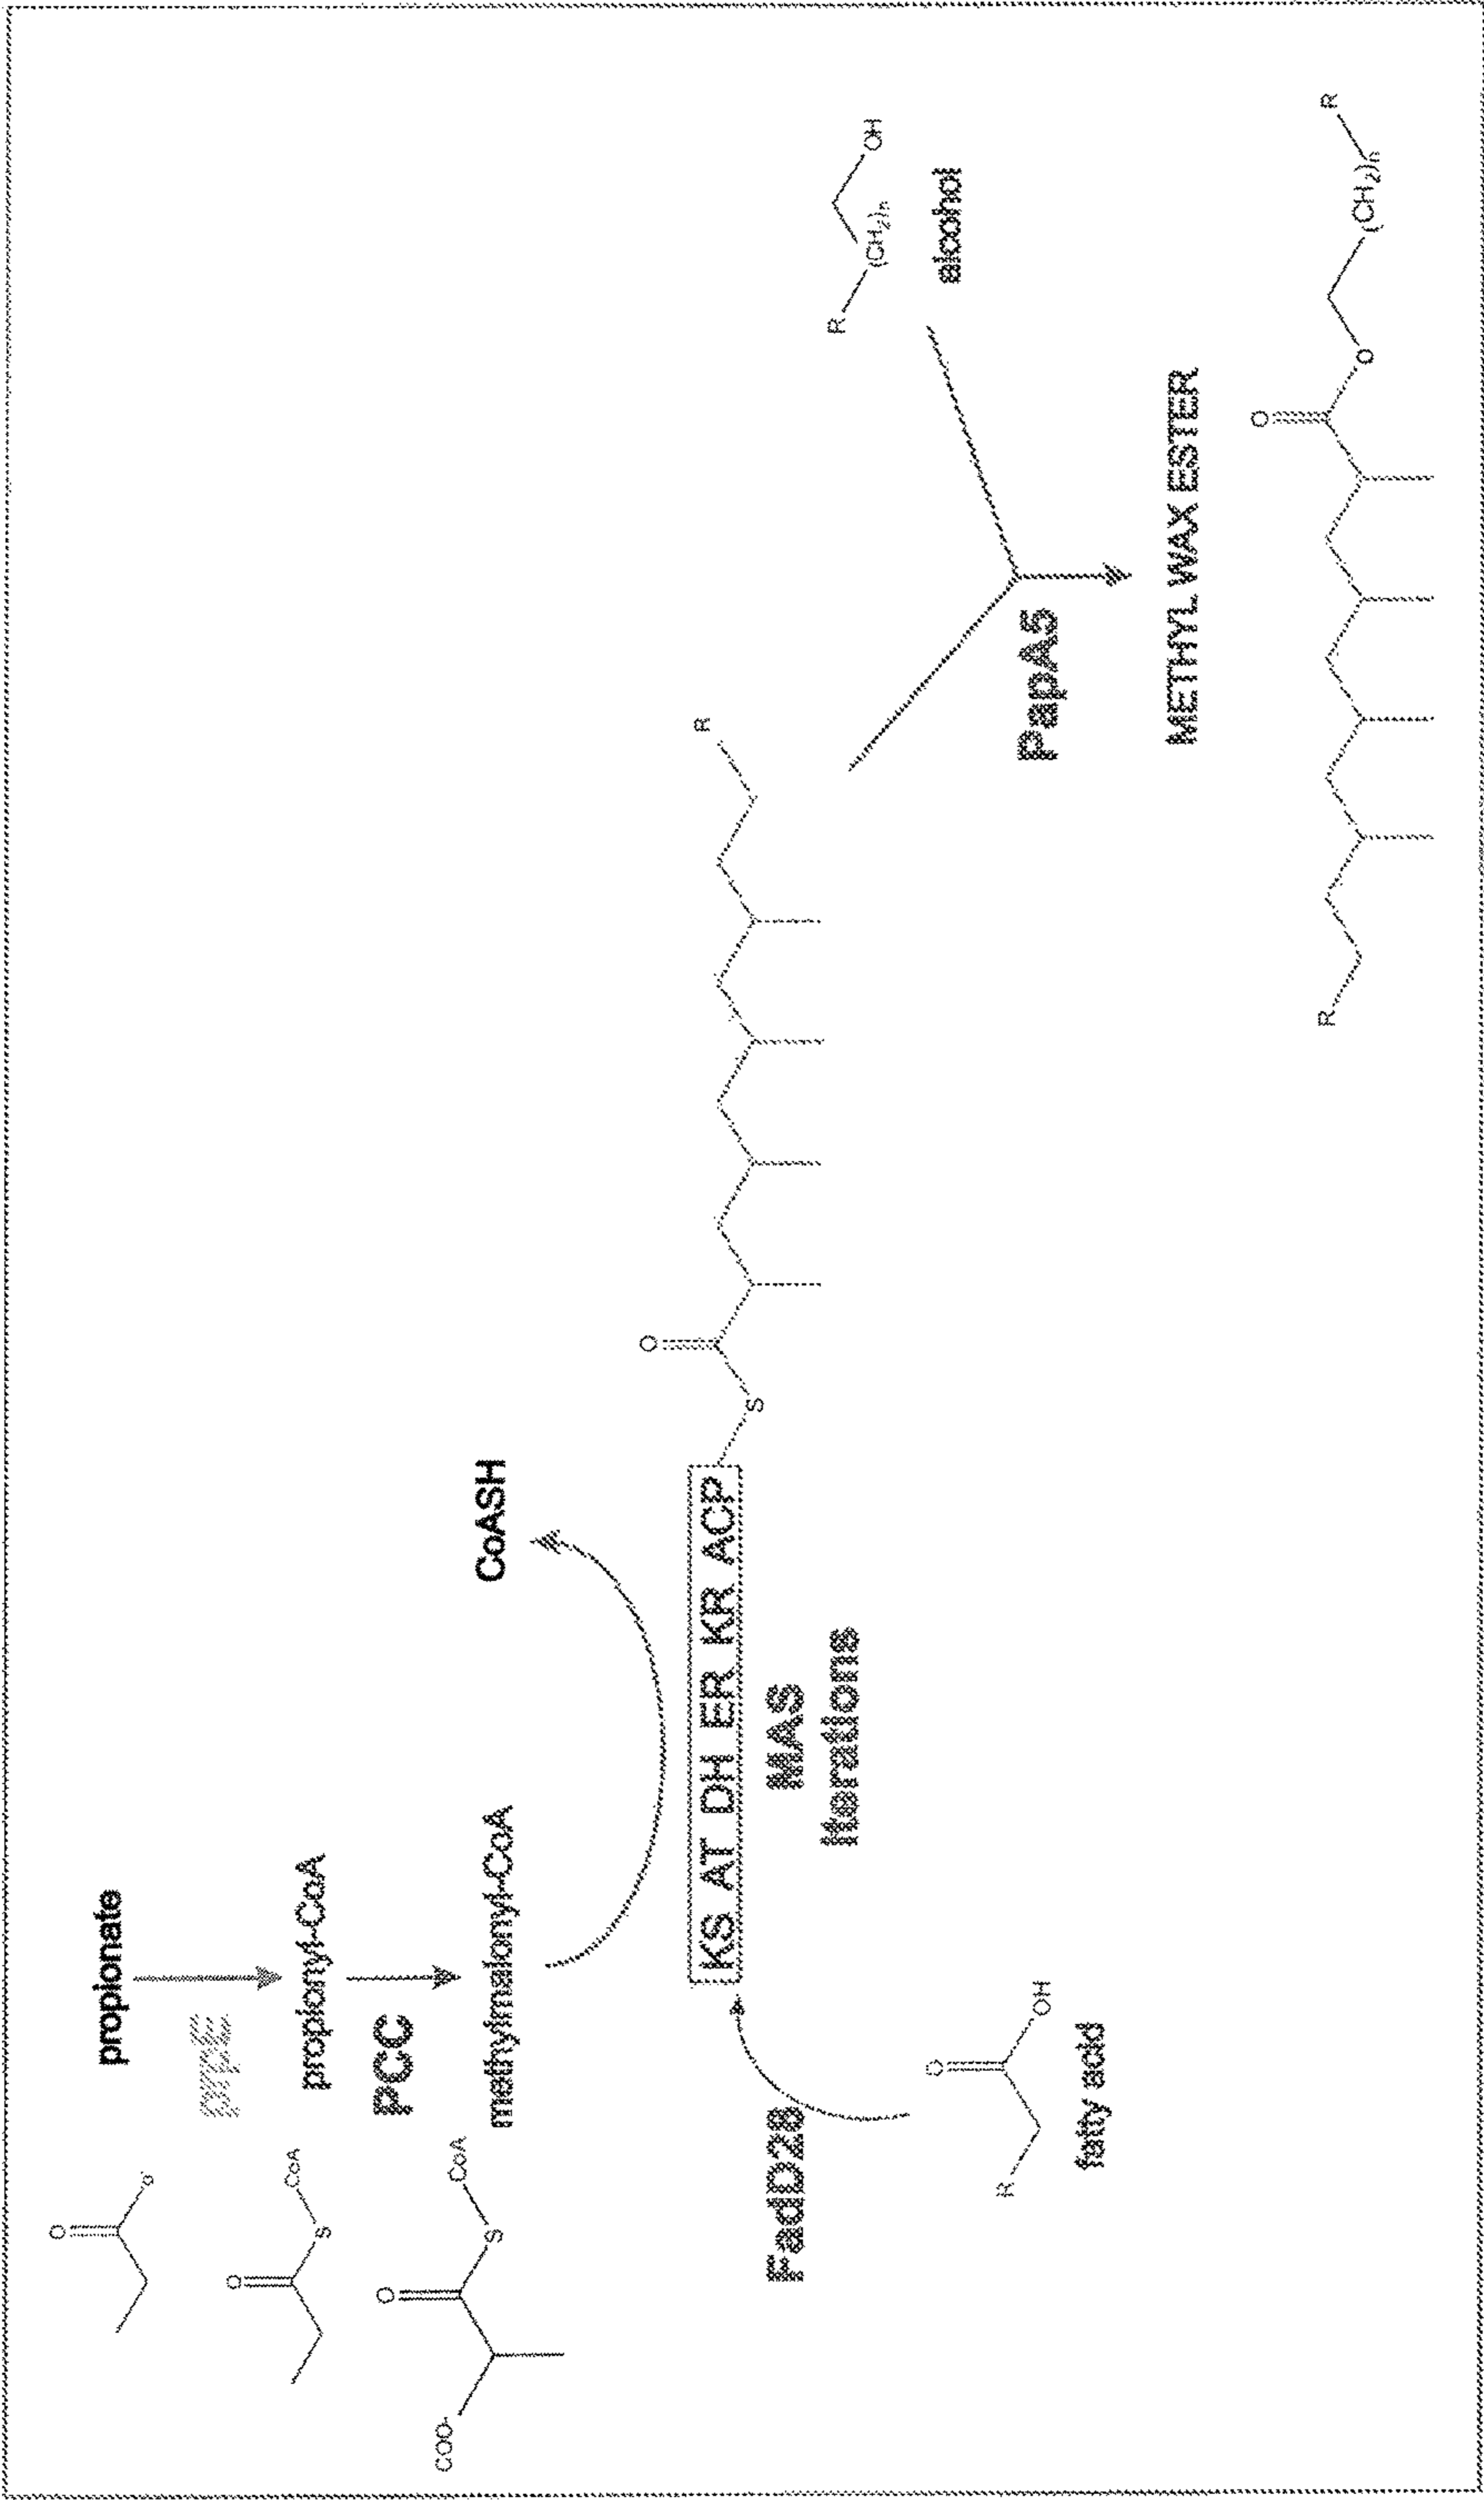 propionate
prpE
propionyl-CoA
PCC
methylmalonyl-CoA
O
O-
O
S
CoA
COO-
O
S
CoA
CoASH
KS AT DH ER KR ACP
MAS
Iterations
FadD28
R
O
OH
fatty acid
S
O
R
R
(CH2)n
OH
alcohol
PapA5
METHYL WAX ESTER
R
O
O
(CH2)n
R